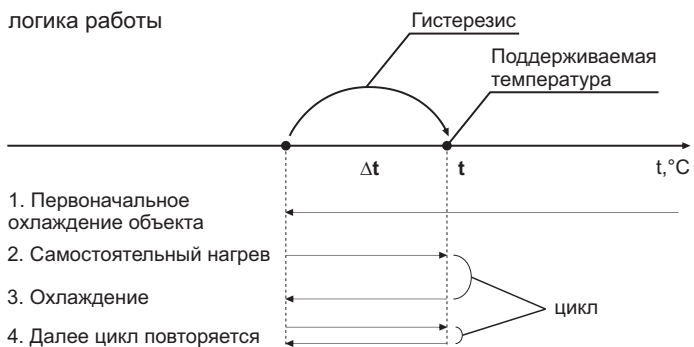 логика работы
Гистерезис
Поддерживаемая
температура
Δt
t
t,°C
1. Первоначальное
охлаждение объекта
2. Самостоятельный нагрев
3. Охлаждение
цикл
4. Далее цикл повторяется